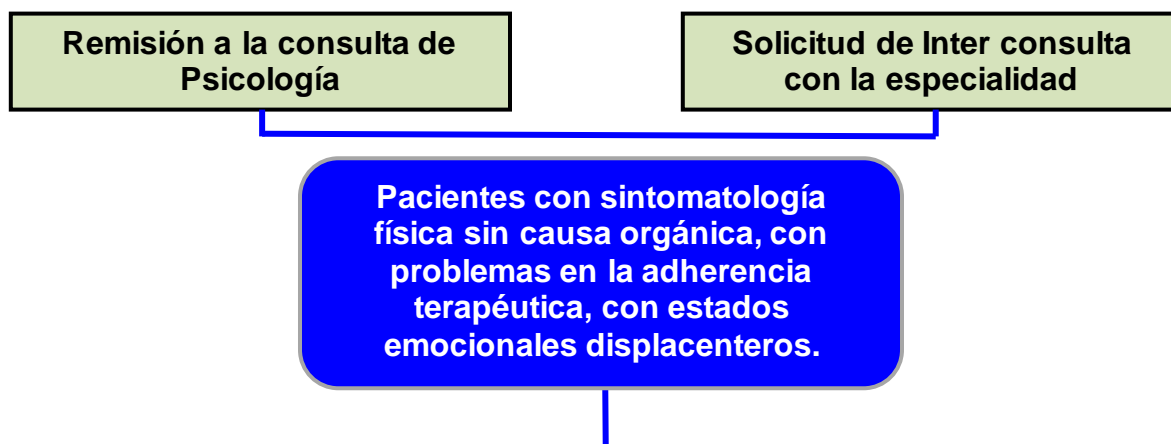 Remisión a la consulta de
Psicología
Solicitud de Inter consulta
con la especialidad
Pacientes con sintomatología
física sin causa orgánica, con
problemas en la adherencia
terapéutica, con estados
emocionales displacenteros.